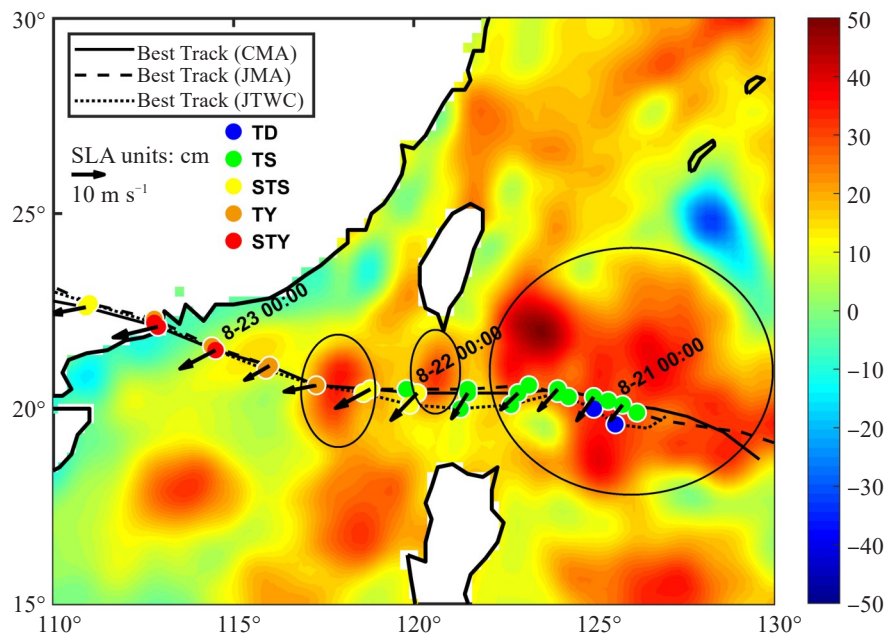 30°
25°
20°
15°
110°
115°
120°
125°
130°
Best Track (CMA)
Best Track (JMA)
Best Track (JTWC)
SLA units: cm
10 m s⁻¹
TD
TS
STS
TY
STY
8-23 00:00
8-22 00:00
8-21 00:00
50
40
30
20
10
0
−10
−20
−30
−40
−50